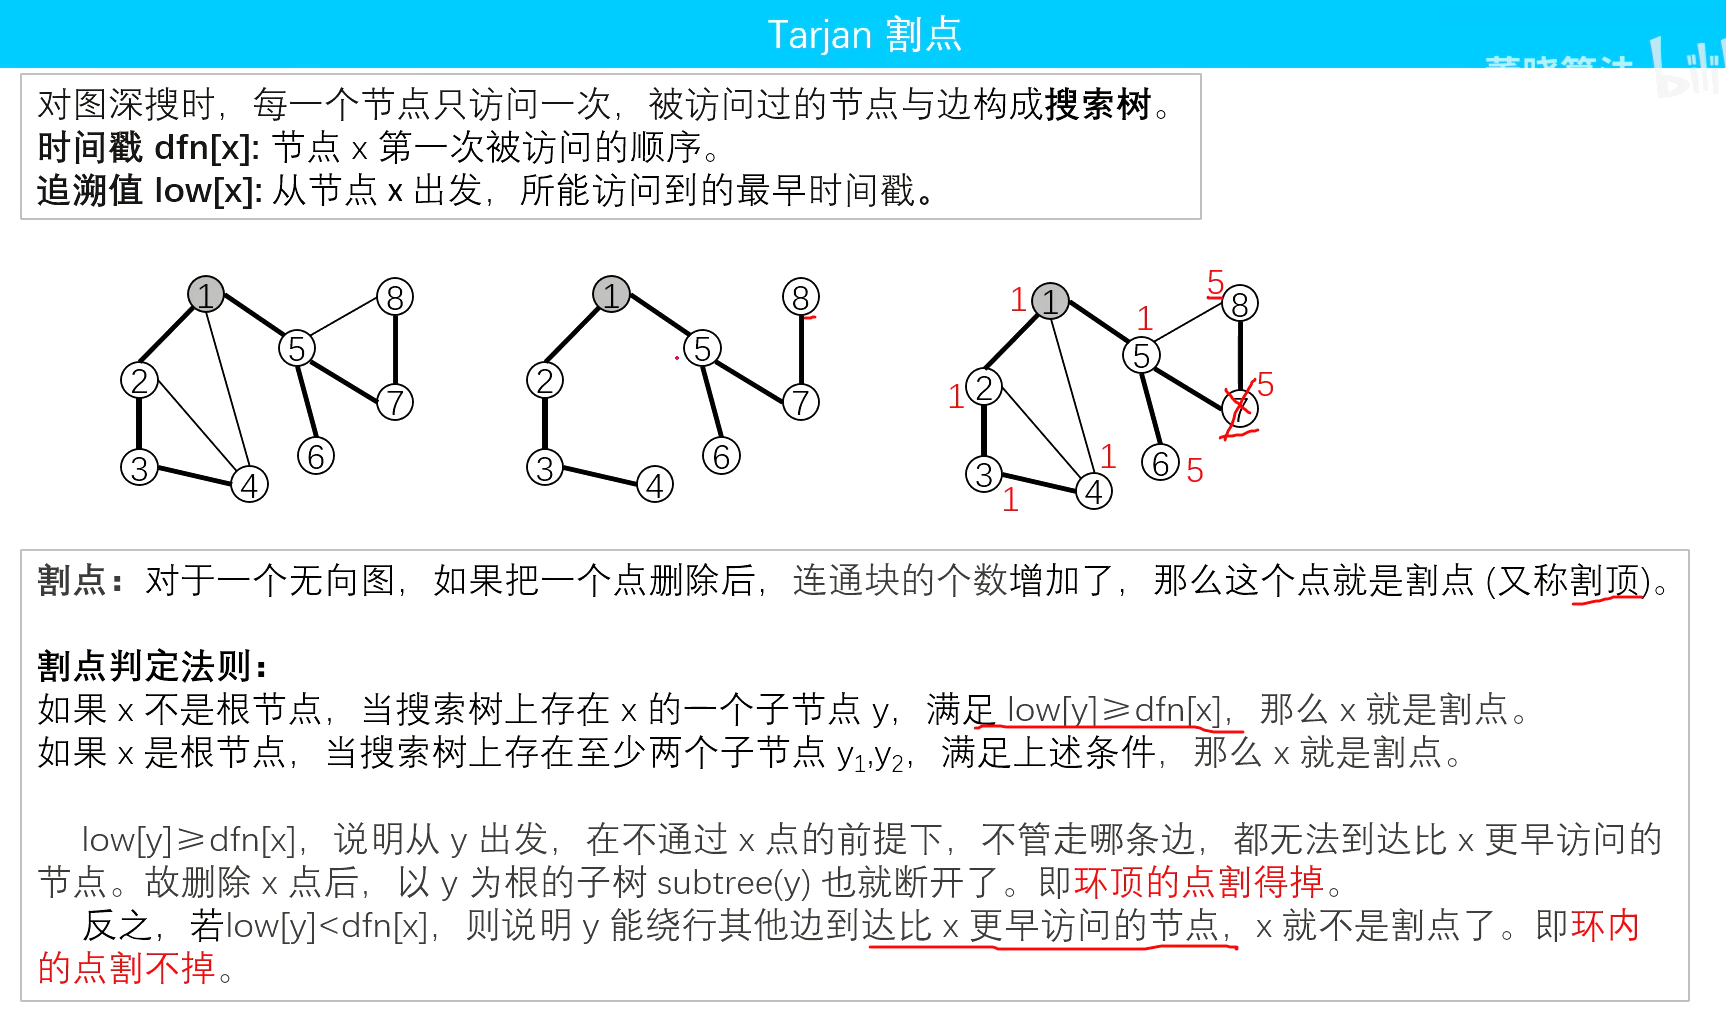 Tarjan 割点
对图深搜时，每一个节点只访问一次，被访问过的节点与边构成搜索树。
时间戳 dfn[x]: 节点 x 第一次被访问的顺序。
追溯值 low[x]: 从节点 x 出发，所能访问到的最早时间戳。
1 8 5 2 7 6 3 4
1 8 5 2 7 6 3 4
1 1 5 8 1 5 1 2 7 5 3 1 4 1 6 5
割点：对于一个无向图，如果把一个点删除后，连通块的个数增加了，那么这个点就是割点 (又称割顶)。
割点判定法则：
如果 x 不是根节点，当搜索树上存在 x 的一个子节点 y，满足 low[y]≥dfn[x]，那么 x 就是割点。
如果 x 是根节点，当搜索树上存在至少两个子节点 y₁,y₂，满足上述条件，那么 x 就是割点。
low[y]≥dfn[x]，说明从 y 出发，在不通过 x 点的前提下，不管走哪条边，都无法到达比 x 更早访问的
节点。故删除 x 点后，以 y 为根的子树 subtree(y) 也就断开了。即环顶的点割得掉。
反之，若low[y]<dfn[x]，则说明 y 能绕行其他边到达比 x 更早访问的节点，x 就不是割点了。即环内
的点割不掉。